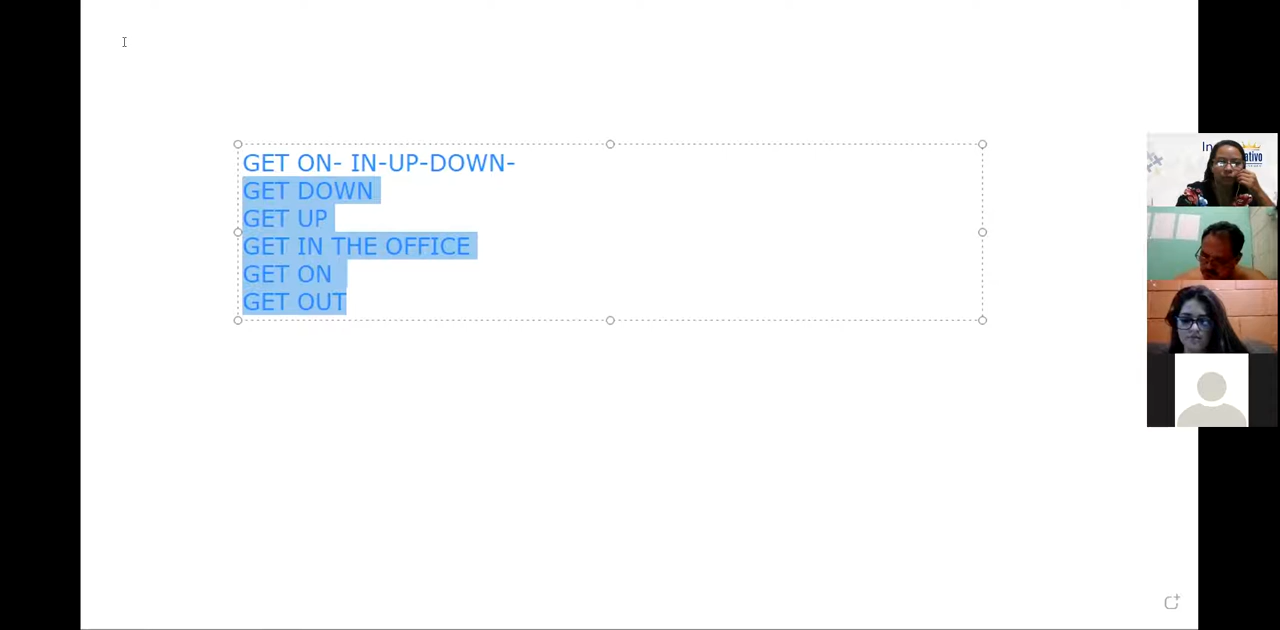 GET ON- IN-UP-DOWN-
GET DOWN
GET UP
GET IN THE OFFICE
GET ON
GET OUT